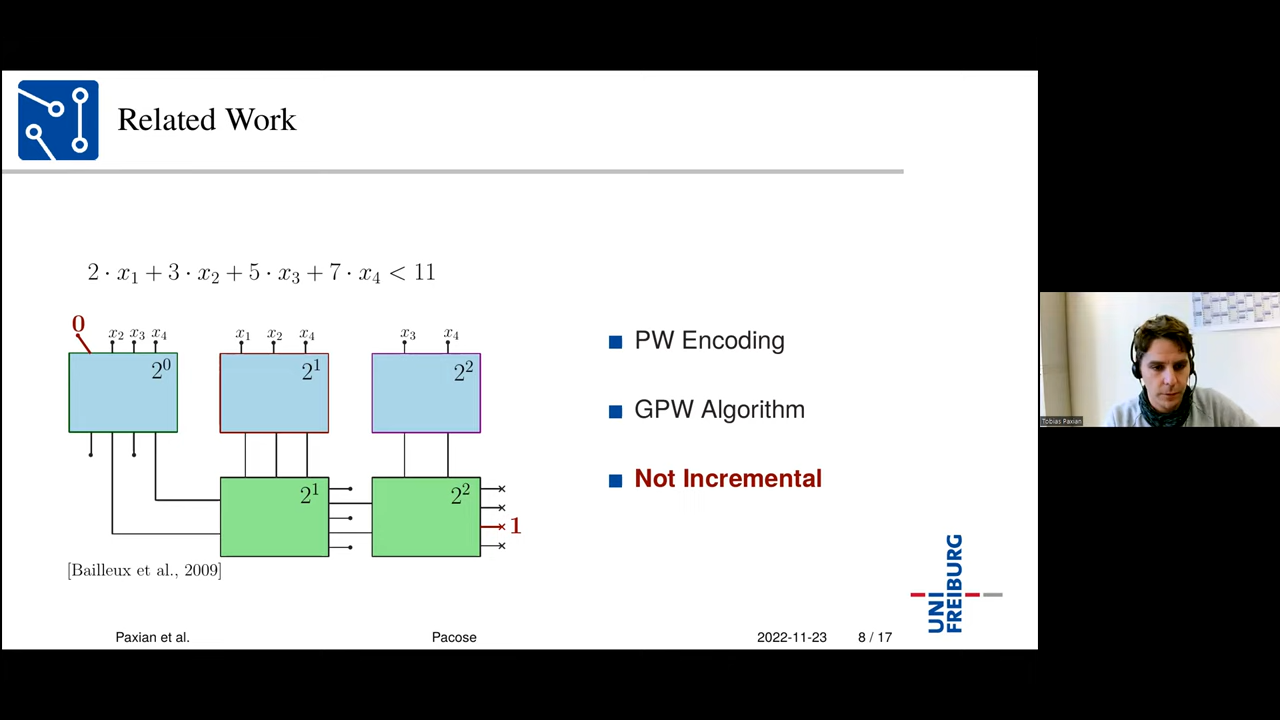 Related Work
2 · x₁ + 3 · x₂ + 5 · x₃ + 7 · x₄ < 11
0
x₂ x₃ x₄
x₁ x₂ x₄
x₃ x₄
2⁰
2¹
2²
2¹
2²
1
[Bailleux et al., 2009]
PW Encoding
GPW Algorithm
Not Incremental
UNI
FREIBURG
Paxian et al.
Pacose
2022-11-23
8 / 17
Tobias Paxian